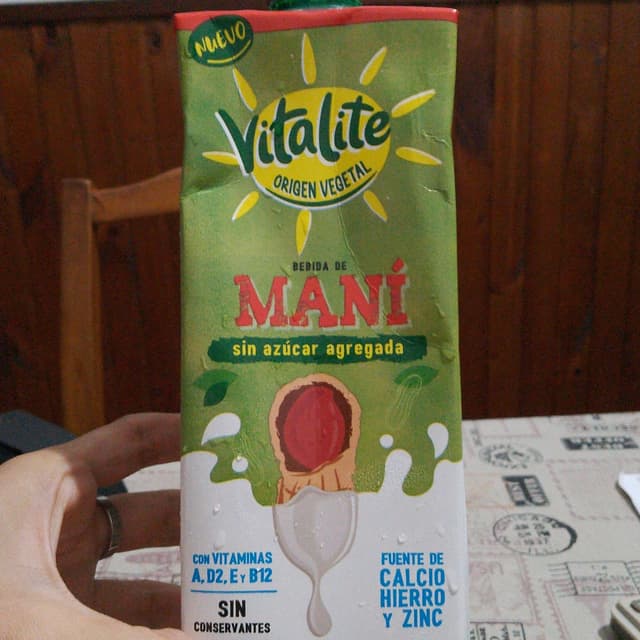 NUEVO
Vitalite
ORIGEN VEGETAL
BEBIDA DE
MANÍ
sin azúcar agregada
CON VITAMINAS
A, D2, E Y B12
SIN
CONSERVANTES
FUENTE DE
CALCIO
HIERRO
Y ZINC